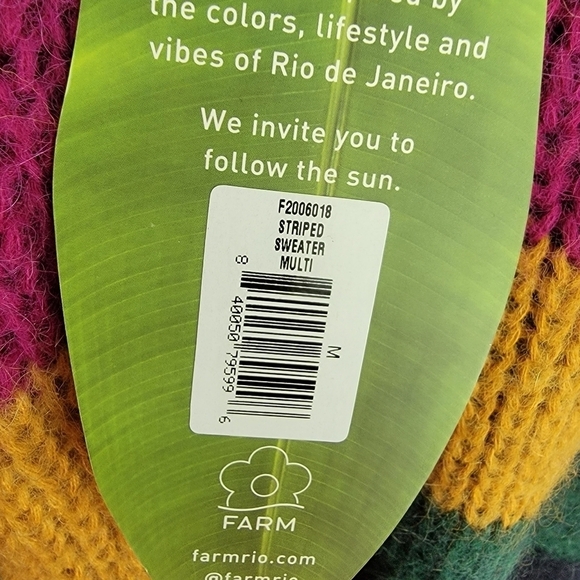 the colors, lifestyle and
vibes of Rio de Janeiro.
We invite you to
follow the sun.
F2006018
STRIPED
SWEATER
MULTI
M
8 40050 79599 6
FARM
farmrio.com
@farmrio